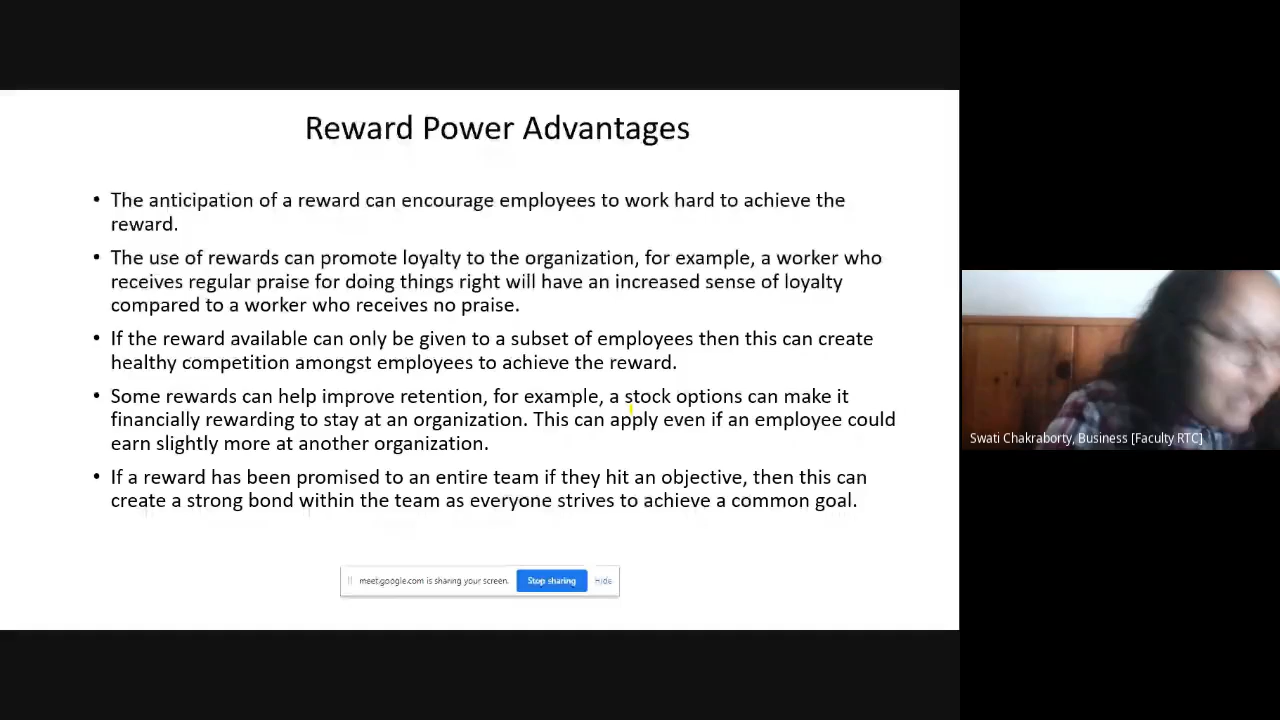 Reward Power Advantages
• The anticipation of a reward can encourage employees to work hard to achieve the
reward.
• The use of rewards can promote loyalty to the organization, for example, a worker who
receives regular praise for doing things right will have an increased sense of loyalty
compared to a worker who receives no praise.
• If the reward available can only be given to a subset of employees then this can create
healthy competition amongst employees to achieve the reward.
• Some rewards can help improve retention, for example, a stock options can make it
financially rewarding to stay at an organization. This can apply even if an employee could
earn slightly more at another organization.
• If a reward has been promised to an entire team if they hit an objective, then this can
create a strong bond within the team as everyone strives to achieve a common goal.
meet.google.com is sharing your screen. Stop sharing Hide
Swati Chakraborty, Business [Faculty RTC]